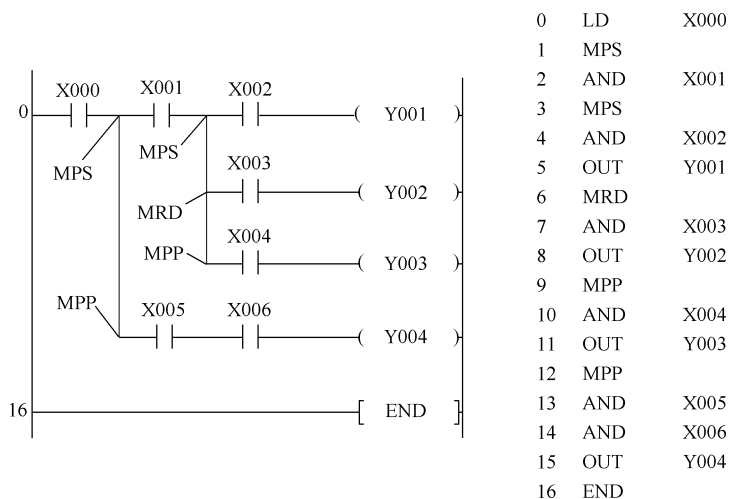 X000 X001 X002
0 ( Y001 )
MPS MPS
X003
MRD ( Y002 )
X004
MPP ( Y003 )
MPP X005 X006
( Y004 )
16 [ END ]
0 LD X000
1 MPS
2 AND X001
3 MPS
4 AND X002
5 OUT Y001
6 MRD
7 AND X003
8 OUT Y002
9 MPP
10 AND X004
11 OUT Y003
12 MPP
13 AND X005
14 AND X006
15 OUT Y004
16 END